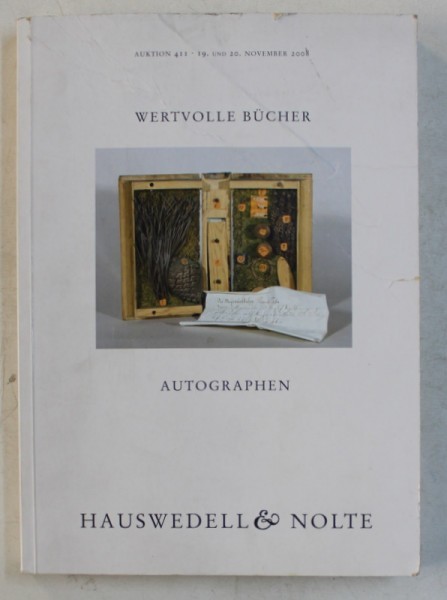 AUKTION 411 · 19. UND 20. NOVEMBER 2008
WERTVOLLE BÜCHER
AUTOGRAPHEN
HAUSWEDELL & NOLTE